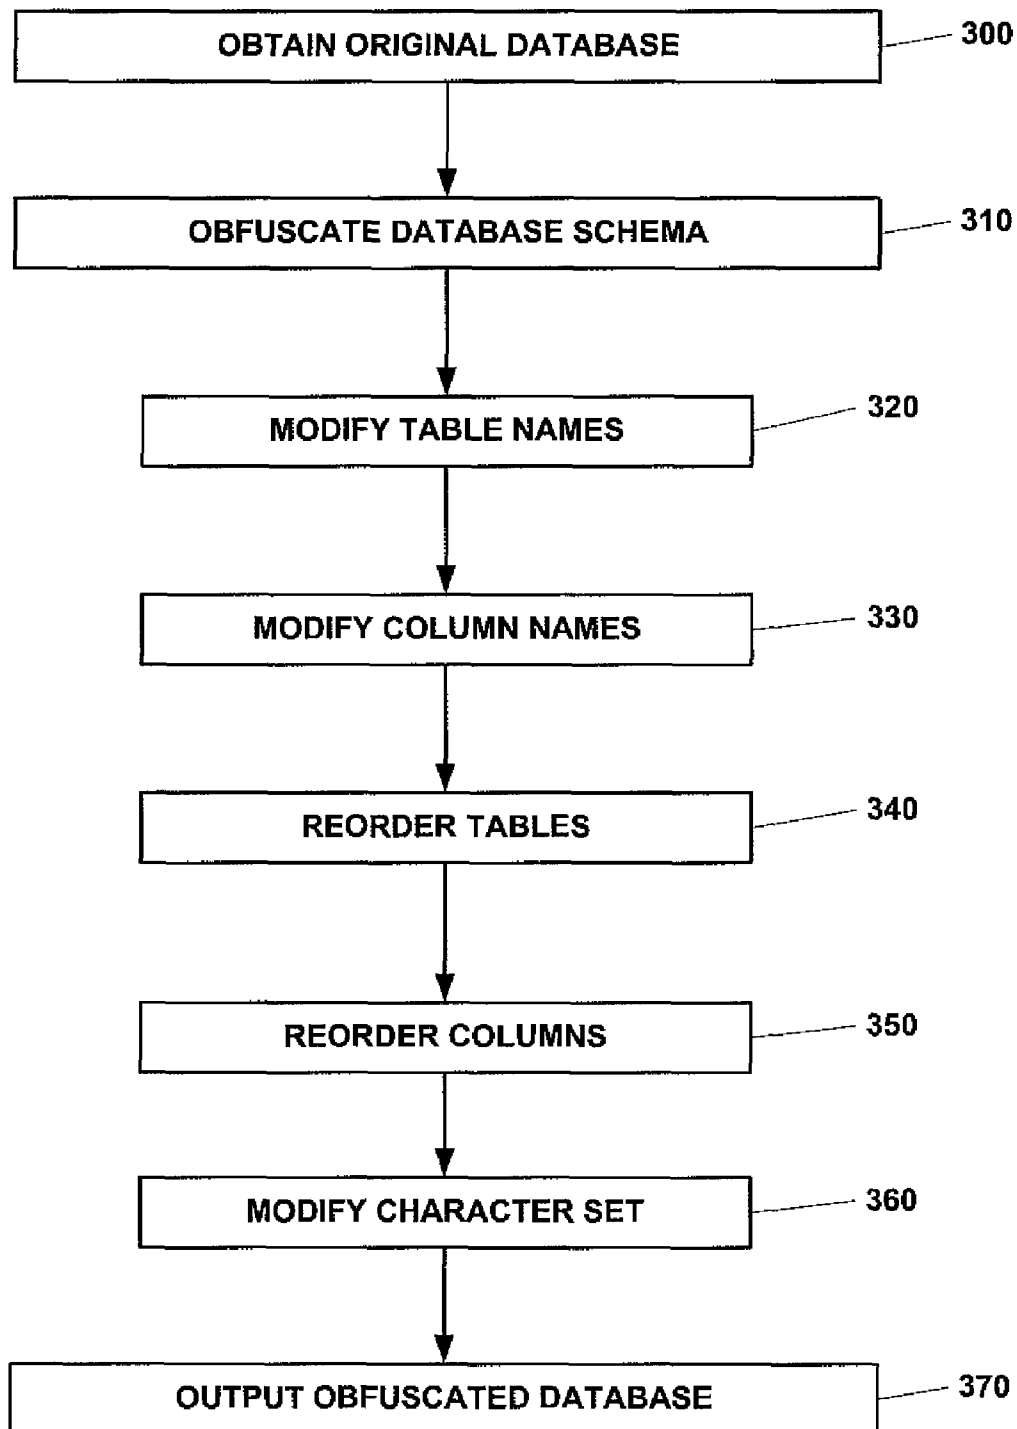 OBTAIN ORIGINAL DATABASE
300
OBFUSCATE DATABASE SCHEMA
310
MODIFY TABLE NAMES
320
MODIFY COLUMN NAMES
330
REORDER TABLES
340
REORDER COLUMNS
350
MODIFY CHARACTER SET
360
OUTPUT OBFUSCATED DATABASE
370